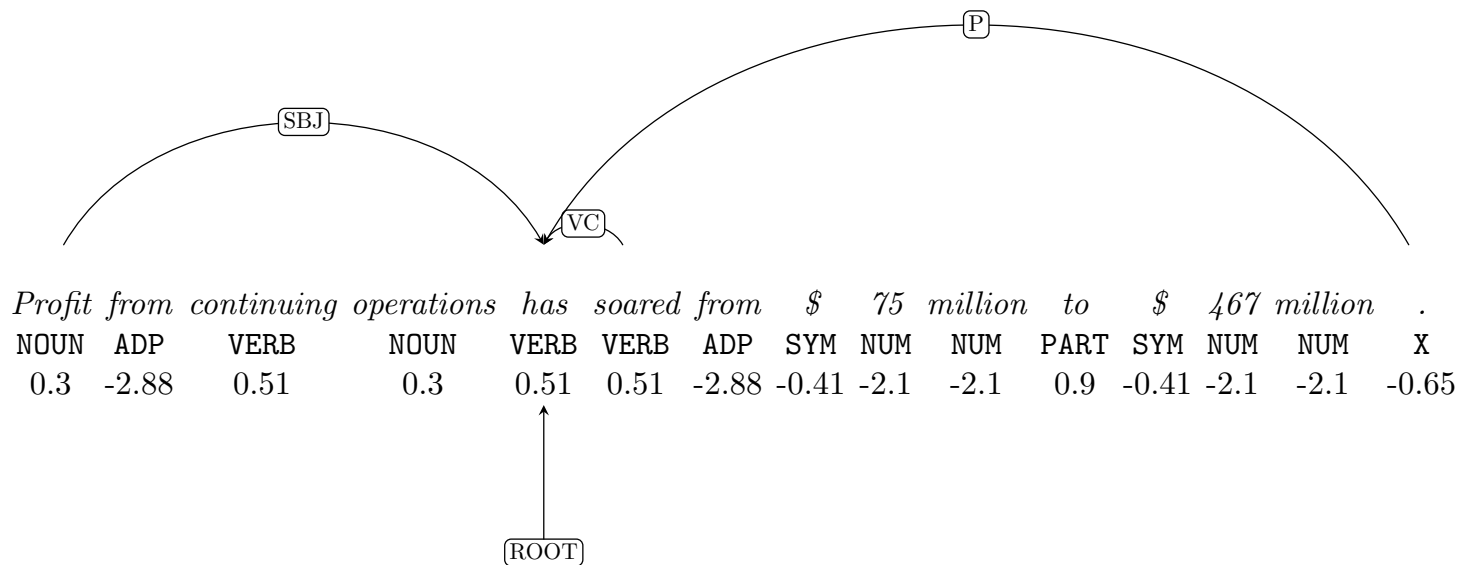 P
SBJ
VC
Profit from continuing operations has soared from $ 75 million to $ 467 million .
NOUN ADP VERB NOUN VERB VERB ADP SYM NUM NUM PART SYM NUM NUM X
0.3 -2.88 0.51 0.3 0.51 0.51 -2.88 -0.41 -2.1 -2.1 0.9 -0.41 -2.1 -2.1 -0.65
ROOT